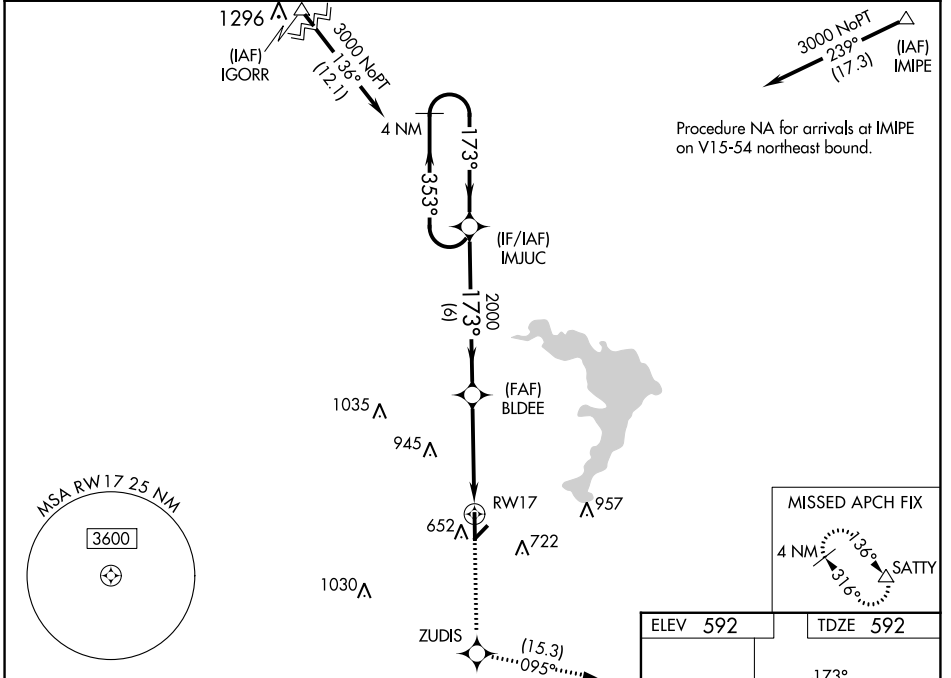 1296
(IAF)
IGORR
3000 NoPT
136°
(12.1)
3000 NoPT
239°
(17.3)
(IAF)
IMIPE
Procedure NA for arrivals at IMIPE
on V15-54 northeast bound.
4 NM
173°
353°
(IF/IAF)
IMJUC
2000
173°
(6)
(FAF)
BLDEE
1035
945
MSA RW17 25 NM
3600
RW17
957
652
722
1030
MISSED APCH FIX
4 NM
136°
316°
SATTY
ZUDIS
(15.3)
095°
ELEV 592
TDZE 592
173°